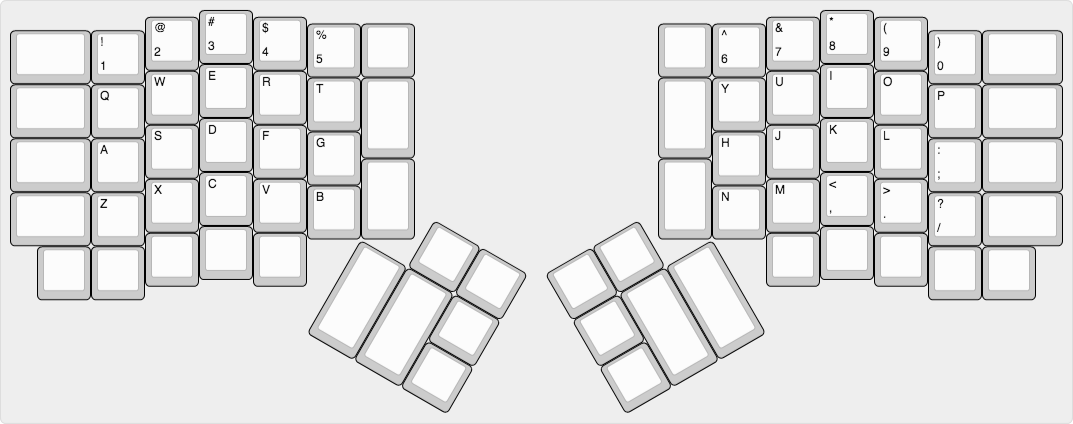 ! @ # $ % ^ & * ( )
1 2 3 4 5 6 7 8 9 0
Q W E R T Y U I O P
A S D F G H J K L :
;
Z X C V B N M < > ?
, . /